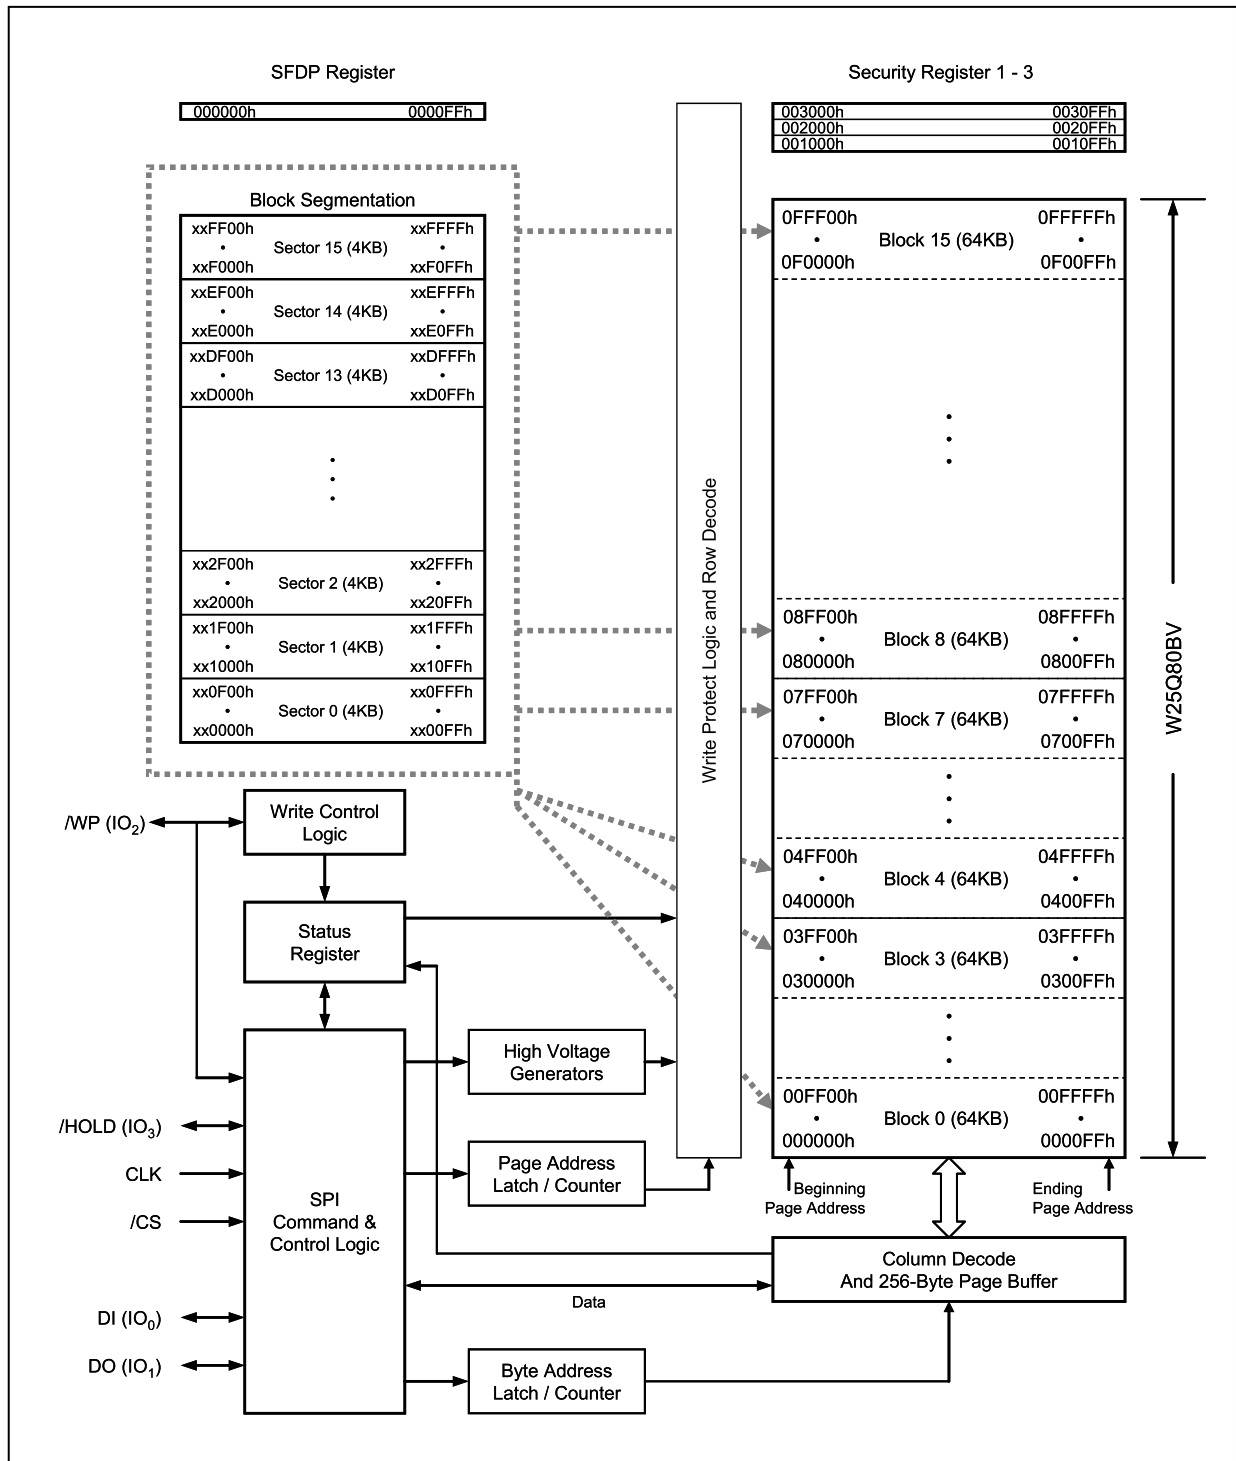 SFDP Register
000000h 0000FFh
Security Register 1 - 3
003000h 0030FFh
002000h 0020FFh
001000h 0010FFh
Block Segmentation
xxFF00h xxFFFFh
• Sector 15 (4KB) •
xxF000h xxF0FFh
xxEF00h xxEFFFh
• Sector 14 (4KB) •
xxE000h xxE0FFh
xxDF00h xxDFFFh
• Sector 13 (4KB) •
xxD000h xxD0FFh
xx2F00h xx2FFFh
• Sector 2 (4KB) •
xx2000h xx20FFh
xx1F00h xx1FFFh
• Sector 1 (4KB) •
xx1000h xx10FFh
xx0F00h xx0FFFh
• Sector 0 (4KB) •
xx0000h xx00FFh
Write Protect Logic and Row Decode
0FFF00h 0FFFFFh
• Block 15 (64KB) •
0F0000h 0F00FFh
08FF00h 08FFFFh
• Block 8 (64KB) •
080000h 0800FFh
07FF00h 07FFFFh
• Block 7 (64KB) •
070000h 0700FFh
04FF00h 04FFFFh
• Block 4 (64KB) •
040000h 0400FFh
03FF00h 03FFFFh
• Block 3 (64KB) •
030000h 0300FFh
00FF00h 00FFFFh
• Block 0 (64KB) •
000000h 0000FFh
W25Q80BV
Beginning
Page Address
Ending
Page Address
/WP (IO2)
Write Control
Logic
Status
Register
High Voltage
Generators
/HOLD (IO3)
CLK
/CS
DI (IO0)
DO (IO1)
SPI
Command &
Control Logic
Page Address
Latch / Counter
Column Decode
And 256-Byte Page Buffer
Data
Byte Address
Latch / Counter